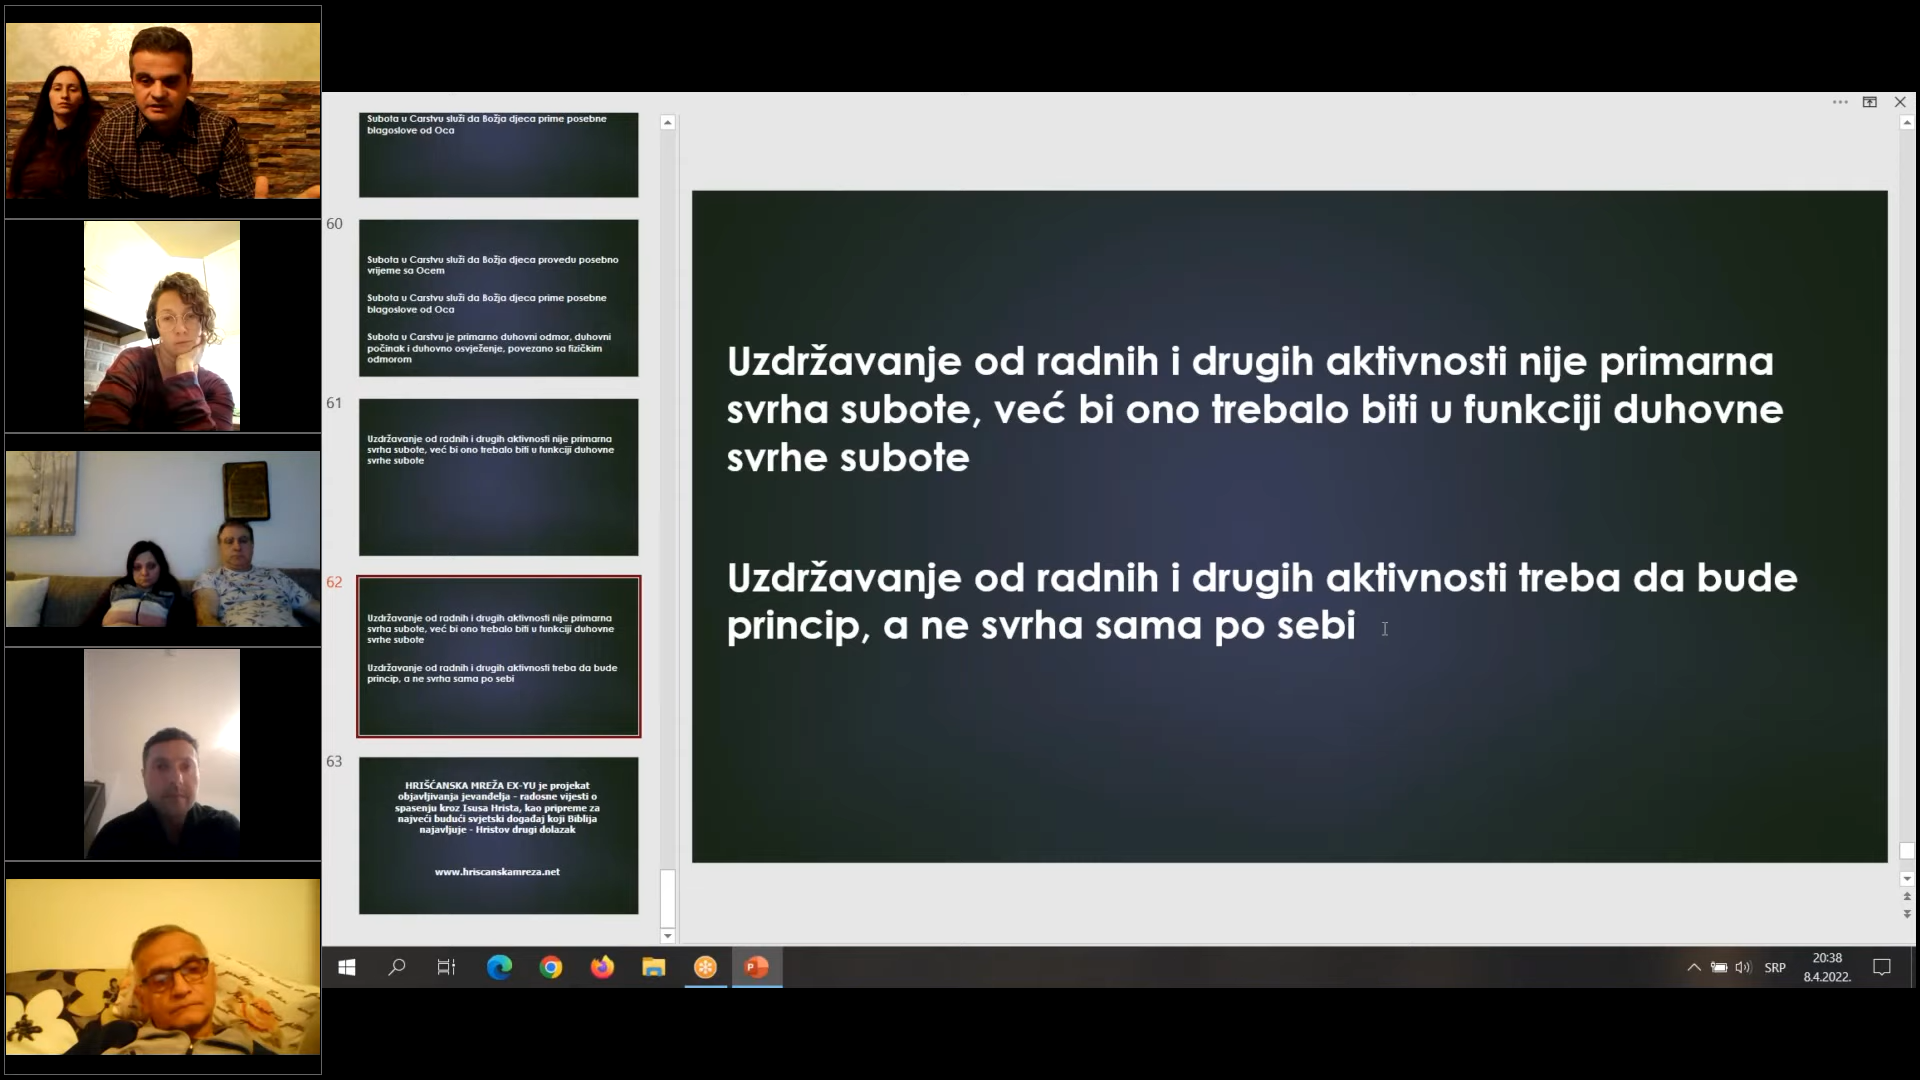 Subota u Carstvu služi da Božja djeca prime posebne
blagoslove od Oca
60
Subota u Carstvu služi da Božja djeca provedu posebno
vrijeme sa Ocem
Subota u Carstvu služi da Božja djeca prime posebne
blagoslove od Oca
Subota u Carstvu je primarno duhovni odmor, duhovni
počinak i duhovno osvježenje, povezano sa fizičkim
odmorom
61
Uzdržavanje od radnih i drugih aktivnosti nije primarna
svrha subote, već bi ono trebalo biti u funkciji duhovne
svrhe subote
62
Uzdržavanje od radnih i drugih aktivnosti nije primarna
svrha subote, već bi ono trebalo biti u funkciji duhovne
svrhe subote
Uzdržavanje od radnih i drugih aktivnosti treba da bude
princip, a ne svrha sama po sebi
63
HRIŠĆANSKA MREŽA EX-YU je projekat
objavljivanja jevanđelja - radosne vijesti o
spasenju kroz Isusa Hrista, kao pripreme za
najveći budući svjetski događaj koji Biblija
najavljuje - Hristov drugi dolazak
www.hriscanskamreza.net
Uzdržavanje od radnih i drugih aktivnosti nije primarna
svrha subote, već bi ono trebalo biti u funkciji duhovne
svrhe subote
Uzdržavanje od radnih i drugih aktivnosti treba da bude
princip, a ne svrha sama po sebi
SRP
20:38
8.4.2022.